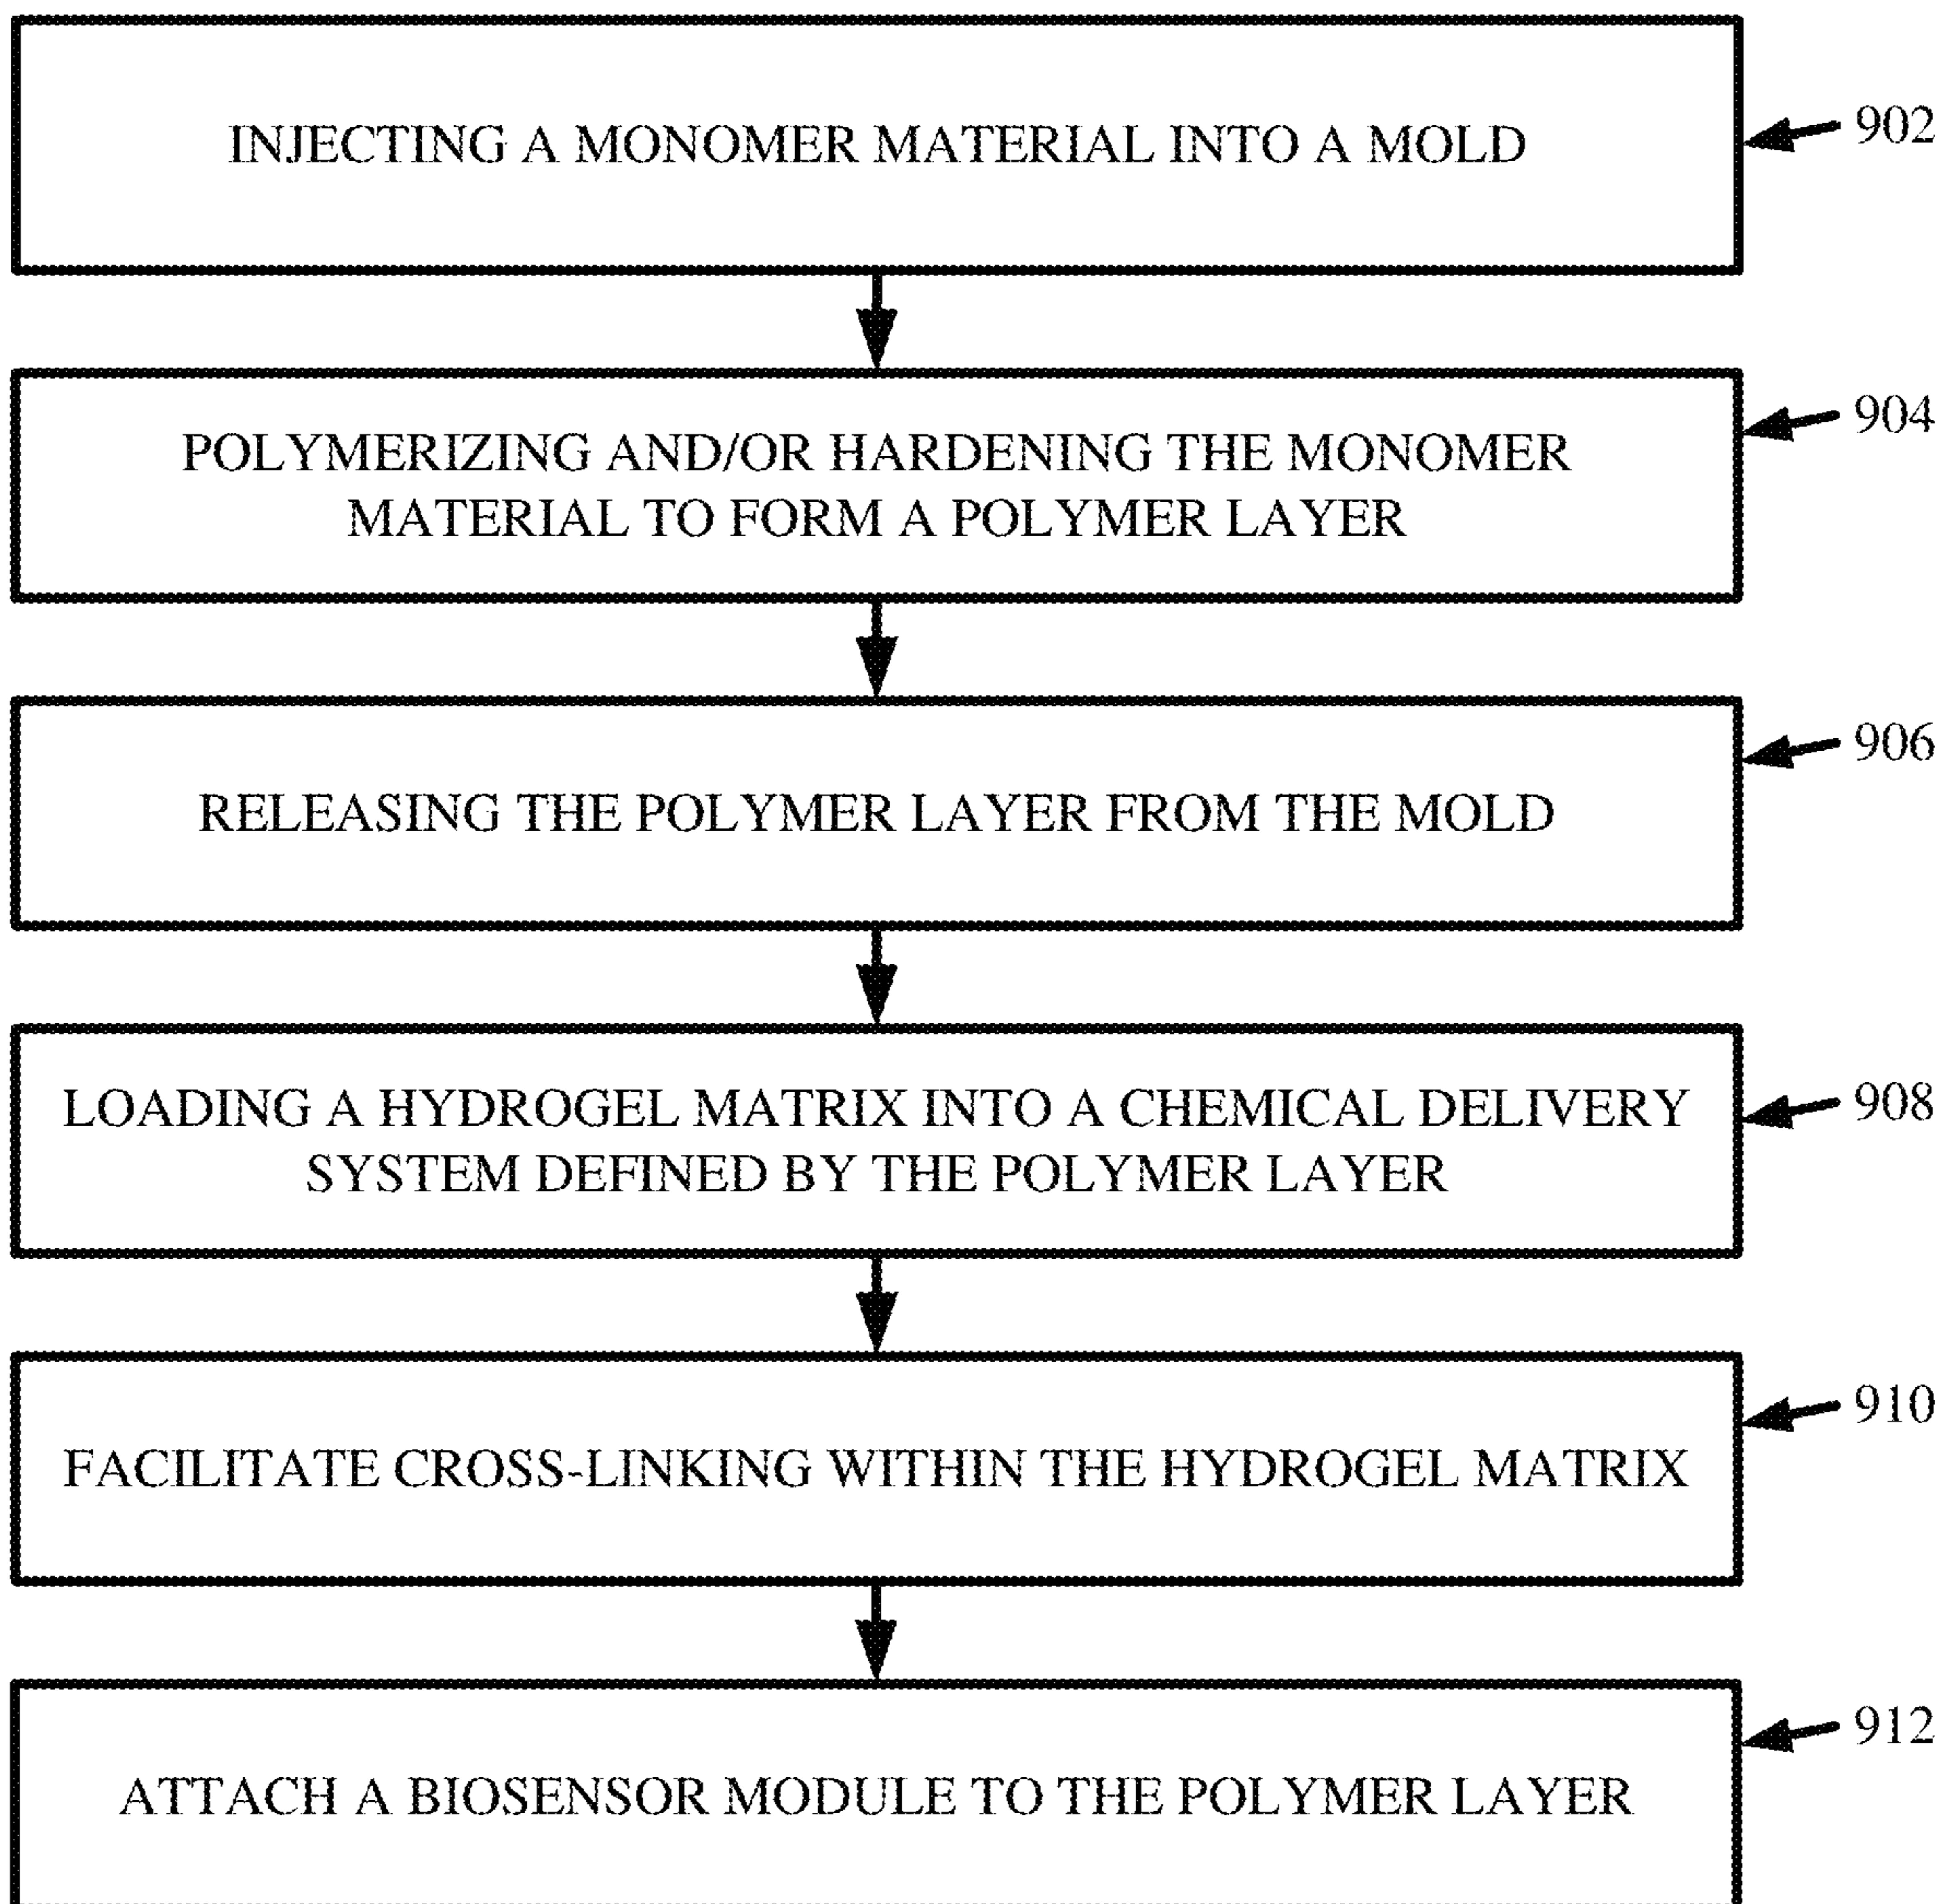 INJECTING A MONOMER MATERIAL INTO A MOLD
902
POLYMERIZING AND/OR HARDENING THE MONOMER
MATERIAL TO FORM A POLYMER LAYER
904
RELEASING THE POLYMER LAYER FROM THE MOLD
906
LOADING A HYDROGEL MATRIX INTO A CHEMICAL DELIVERY
SYSTEM DEFINED BY THE POLYMER LAYER
908
FACILITATE CROSS-LINKING WITHIN THE HYDROGEL MATRIX
910
ATTACH A BIOSENSOR MODULE TO THE POLYMER LAYER
912